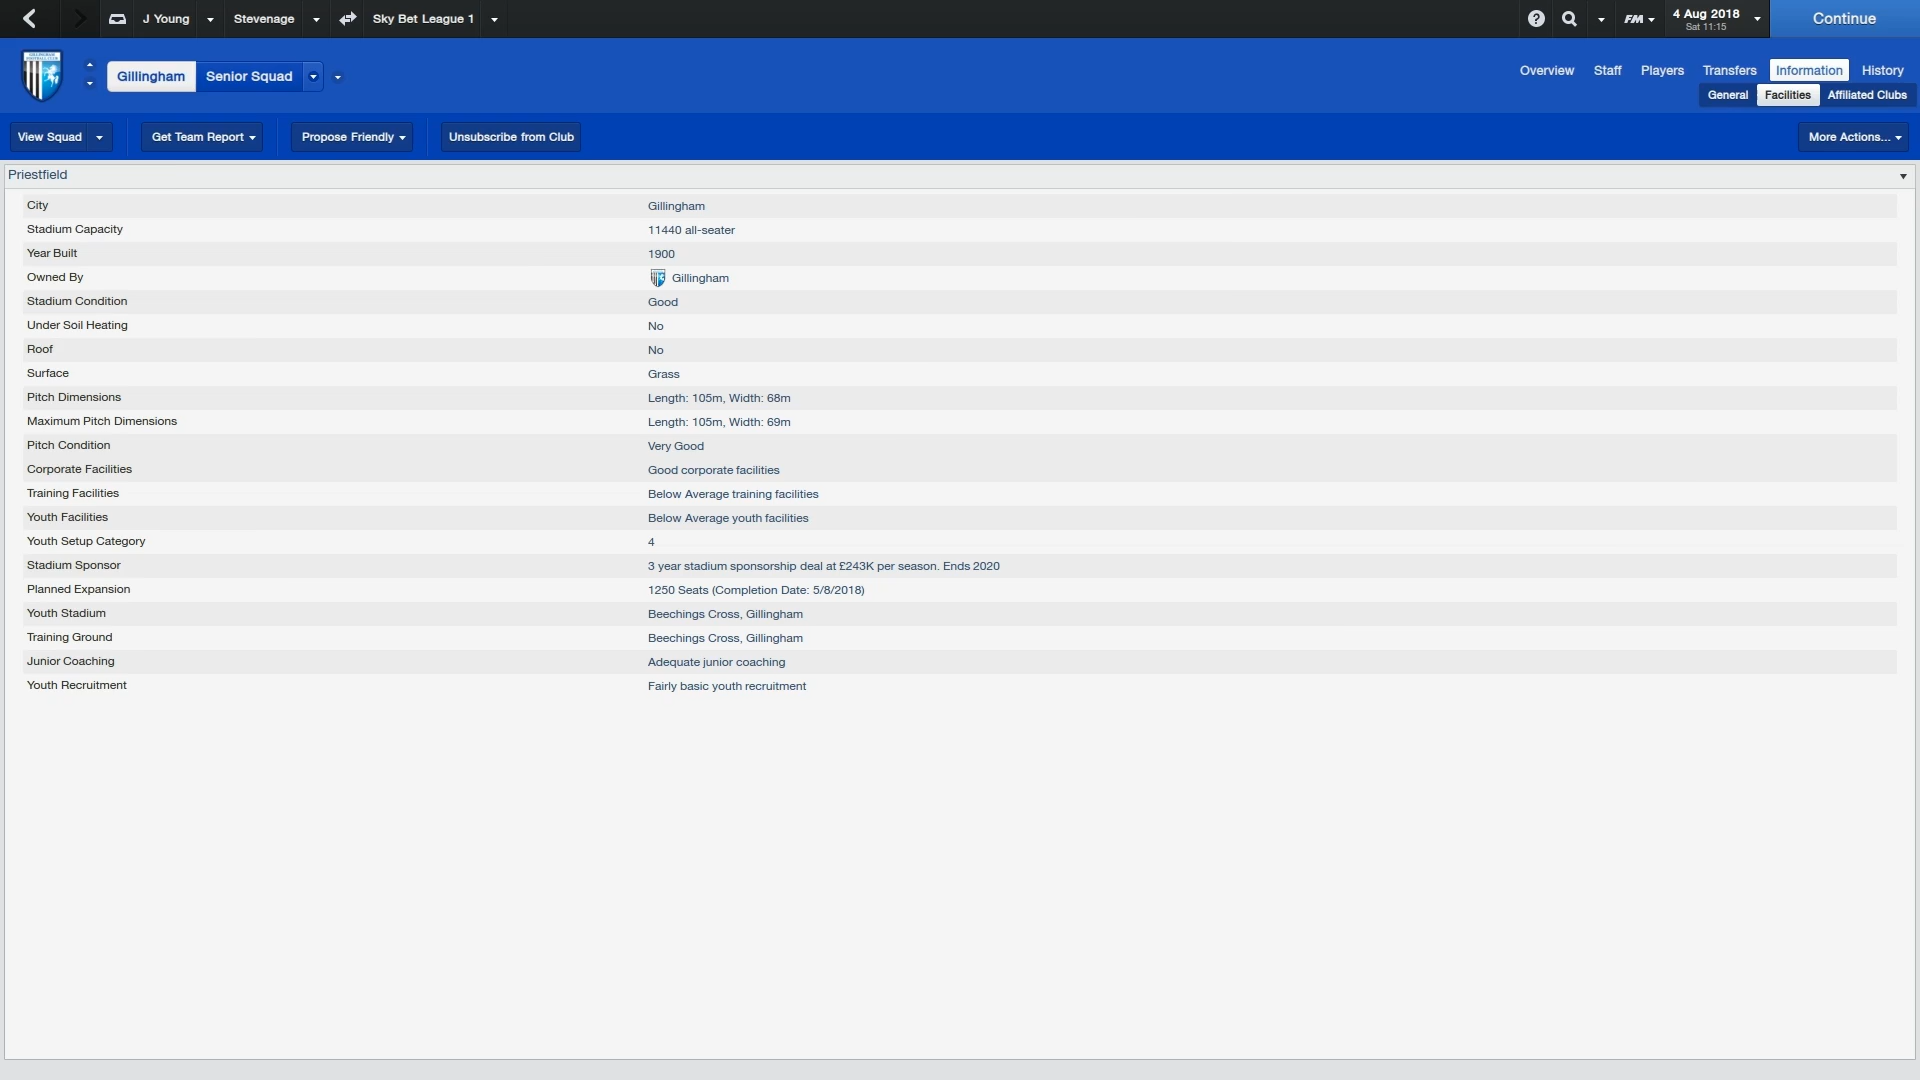 J Young
Stevenage
Sky Bet League 1
FM
4 Aug 2018
Sat 11:15
Continue
Gillingham
Senior Squad
Overview
Staff
Players
Transfers
Information
History
General
Facilities
Affiliated Clubs
View Squad
Get Team Report
Propose Friendly
Unsubscribe from Club
More Actions...
Priestfield
City Gillingham
Stadium Capacity 11440 all-seater
Year Built 1900
Owned By Gillingham
Stadium Condition Good
Under Soil Heating No
Roof No
Surface Grass
Pitch Dimensions Length: 105m, Width: 68m
Maximum Pitch Dimensions Length: 105m, Width: 69m
Pitch Condition Very Good
Corporate Facilities Good corporate facilities
Training Facilities Below Average training facilities
Youth Facilities Below Average youth facilities
Youth Setup Category 4
Stadium Sponsor 3 year stadium sponsorship deal at £243K per season. Ends 2020
Planned Expansion 1250 Seats (Completion Date: 5/8/2018)
Youth Stadium Beechings Cross, Gillingham
Training Ground Beechings Cross, Gillingham
Junior Coaching Adequate junior coaching
Youth Recruitment Fairly basic youth recruitment